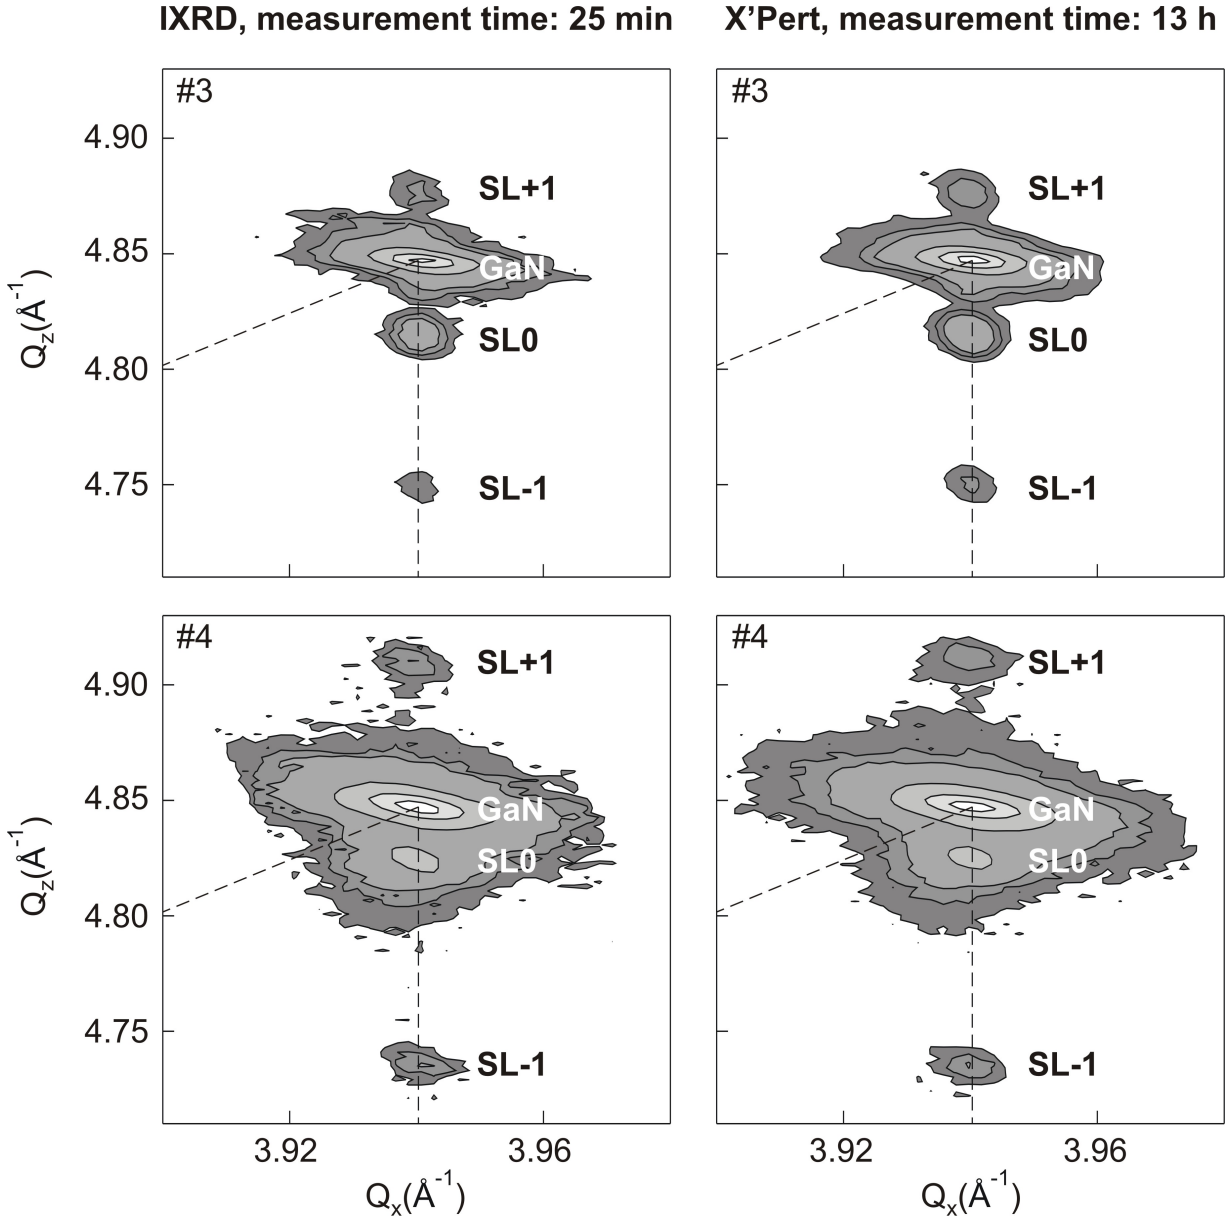 IXRD, measurement time: 25 min
X'Pert, measurement time: 13 h
#3
4.90
4.85
4.80
4.75
Qz(Å-1)
SL+1
GaN
SL0
SL-1
#3
SL+1
GaN
SL0
SL-1
#4
4.90
4.85
4.80
4.75
Qz(Å-1)
SL+1
GaN
SL0
SL-1
3.92
3.96
Qx(Å-1)
#4
SL+1
GaN
SL0
SL-1
3.92
3.96
Qx(Å-1)